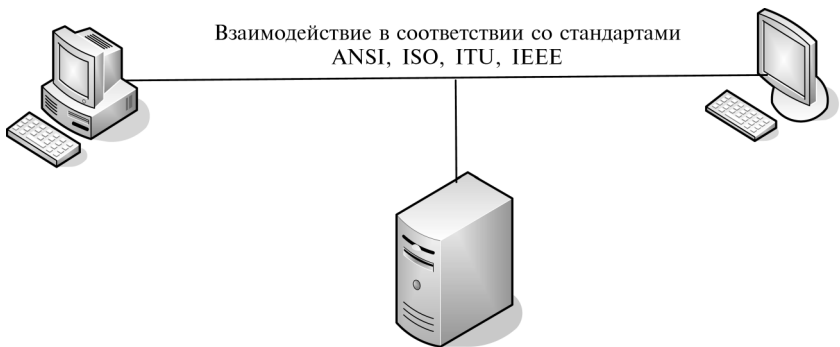 Взаимодействие в соответствии со стандартами
ANSI, ISO, ITU, IEEE